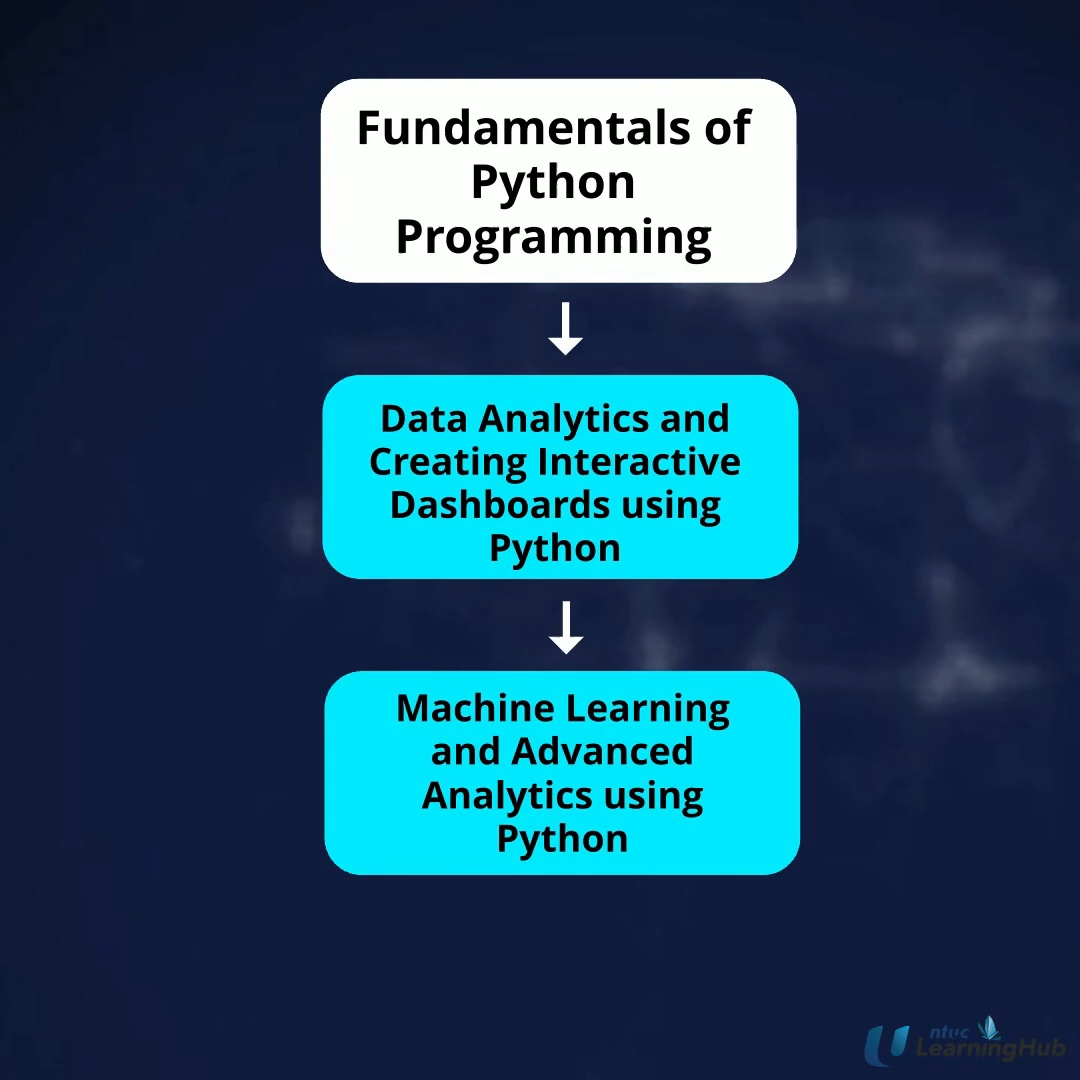 Fundamentals of
Python
Programming
Data Analytics and
Creating Interactive
Dashboards using
Python
Machine Learning
and Advanced
Analytics using
Python
ntuc
LearningHub